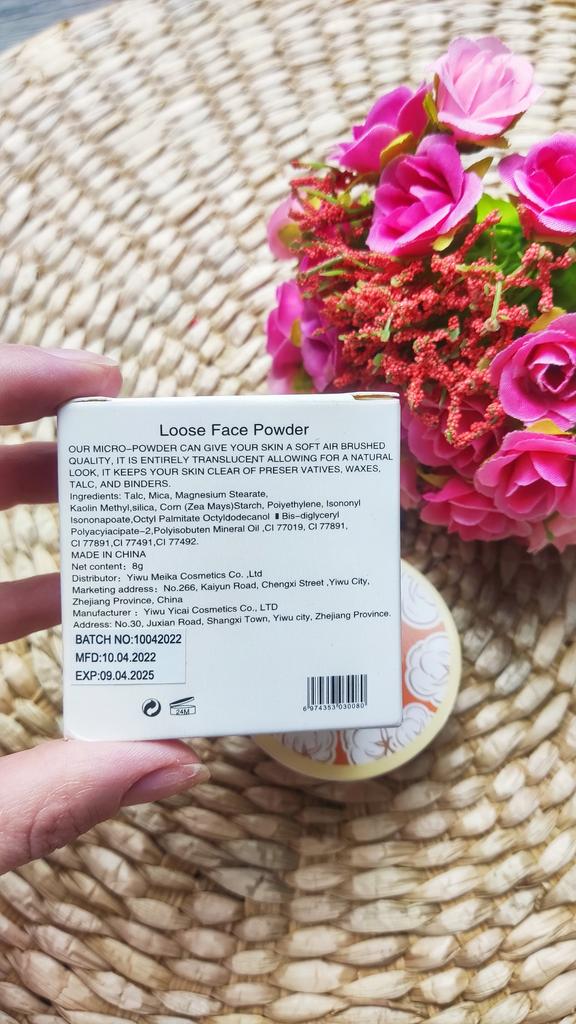 Loose Face Powder
OUR MICRO-POWDER CAN GIVE YOUR SKIN A SOFT AIR BRUSHED
QUALITY, IT IS ENTIRELY TRANSLUCENT ALLOWING FOR A NATURAL
LOOK, IT KEEPS YOUR SKIN CLEAR OF PRESER VATIVES, WAXES,
TALC, AND BINDERS.
Ingredients: Talc, Mica, Magnesium Stearate,
Kaolin Methyl,silica, Corn (Zea Mays)Starch, Poiyethylene, Isononyl
Isononapoate,Octyl Palmitate Octyldodecanol ▮ Bis-diglyceryl
Polyacyiacipate-2,Polyisobuten Mineral Oil ,CI 77019, CI 77891,
CI 77891,CI 77491,CI 77492.
MADE IN CHINA
Net content: 8g
Distributor: Yiwu Meika Cosmetics Co. ,Ltd
Marketing address: No.266, Kaiyun Road, Chengxi Street ,Yiwu City,
Zhejiang Province, China
Manufacturer : Yiwu Yicai Cosmetics Co., LTD
Address: No.30, Juxian Road, Shangxi Town, Yiwu city, Zhejiang Province.
BATCH NO:10042022
MFD:10.04.2022
EXP:09.04.2025
24M
6 974353 030080